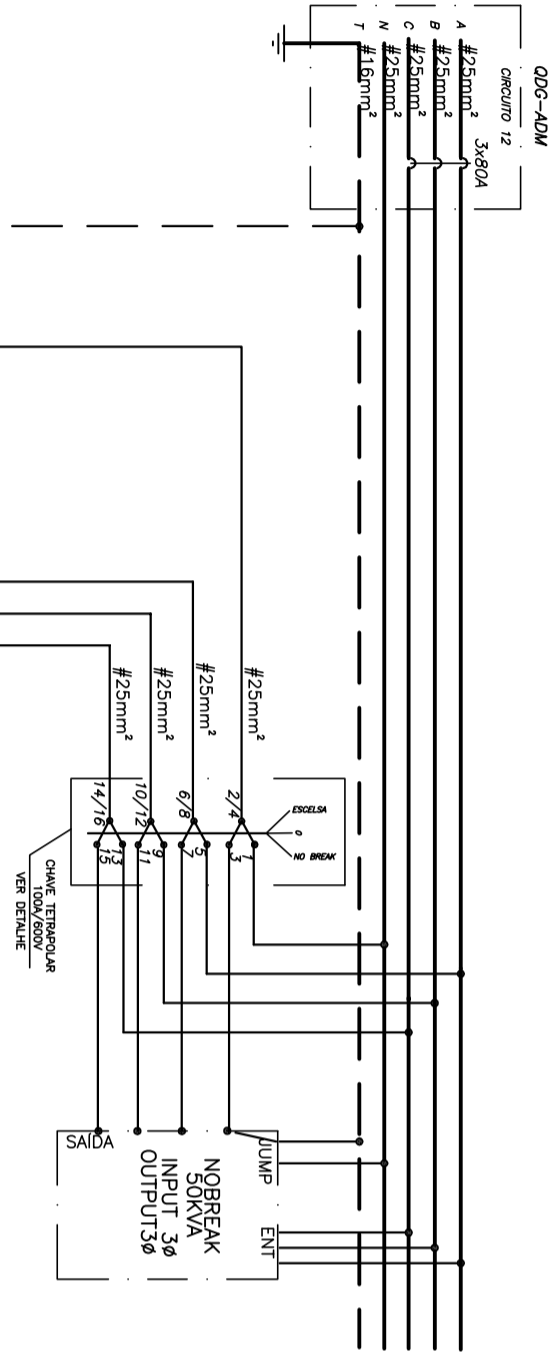 QDG-ADM
CIRCUITO 12
3x80A
A
#25mm²
B
#25mm²
C
#25mm²
N
#25mm²
T
#16mm²
#25mm²
#25mm²
#25mm²
#25mm²
ESCELSA
0
NO BREAK
2/4
1
3
6/8
5
7
10/12
9
11
14/16
13
15
CHAVE TETRAPOLAR
100A/600V
VER DETALHE
JUMP
ENT
NOBREAK
50KVA
INPUT 3Ø
OUTPUT3Ø
SAÍDA